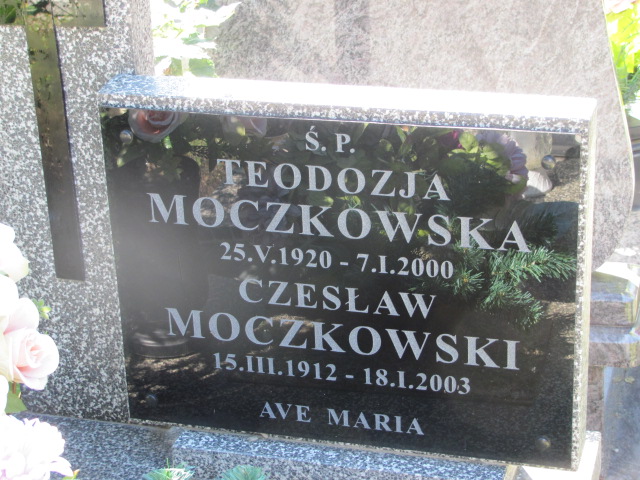 Ś.P.
TEODOZJA
MOCZKOWSKA
25.V.1920 - 7.I.2000
CZESŁAW
MOCZKOWSKI
15.III.1912 - 18.I.2003
AVE MARIA